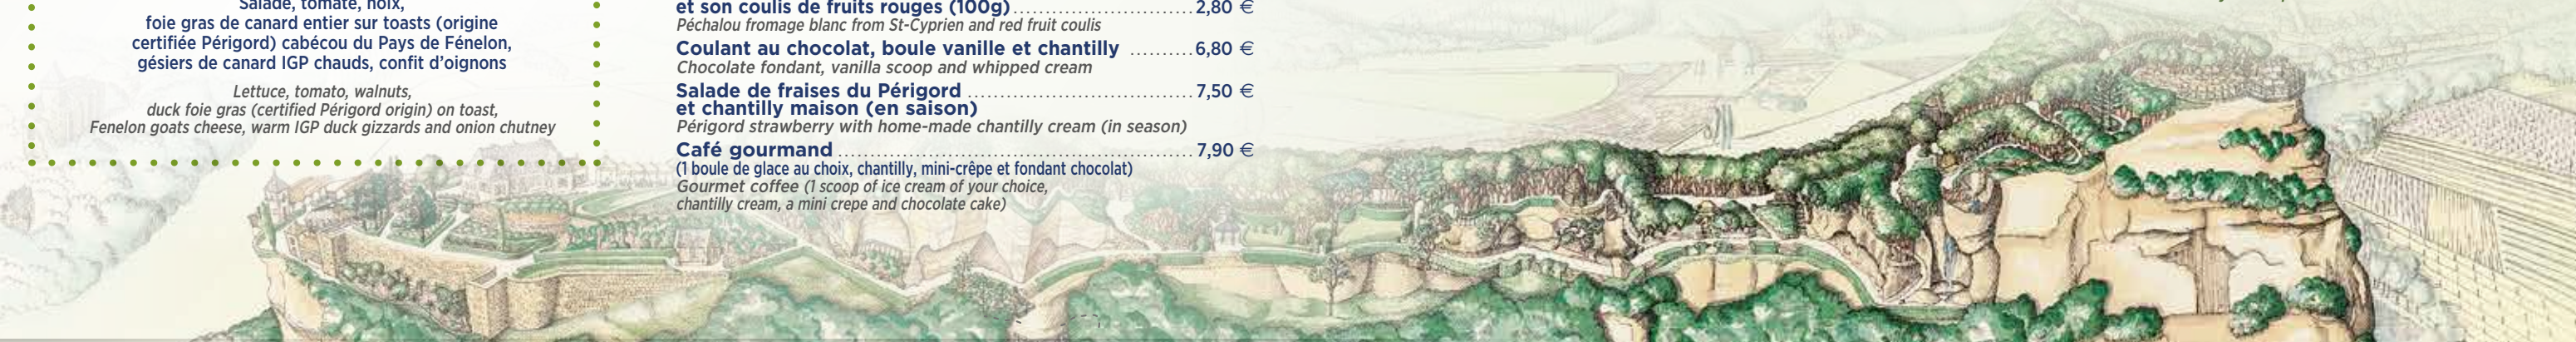 Salade, tomate, noix,
foie gras de canard entier sur toasts (origine
certifiée Périgord) cabécou du Pays de Fénelon,
gésiers de canard IGP chauds, confit d'oignons
Lettuce, tomato, walnuts,
duck foie gras (certified Périgord origin) on toast,
Fenelon goats cheese, warm IGP duck gizzards and onion chutney
et son coulis de fruits rouges (100g) 2,80 €
Péchalou fromage blanc from St-Cyprien and red fruit coulis
Coulant au chocolat, boule vanille et chantilly 6,80 €
Chocolate fondant, vanilla scoop and whipped cream
Salade de fraises du Périgord 7,50 €
et chantilly maison (en saison)
Périgord strawberry with home-made chantilly cream (in season)
Café gourmand 7,90 €
(1 boule de glace au choix, chantilly, mini-crêpe et fondant chocolat)
Gourmet coffee (1 scoop of ice cream of your choice,
chantilly cream, a mini crepe and chocolate cake)